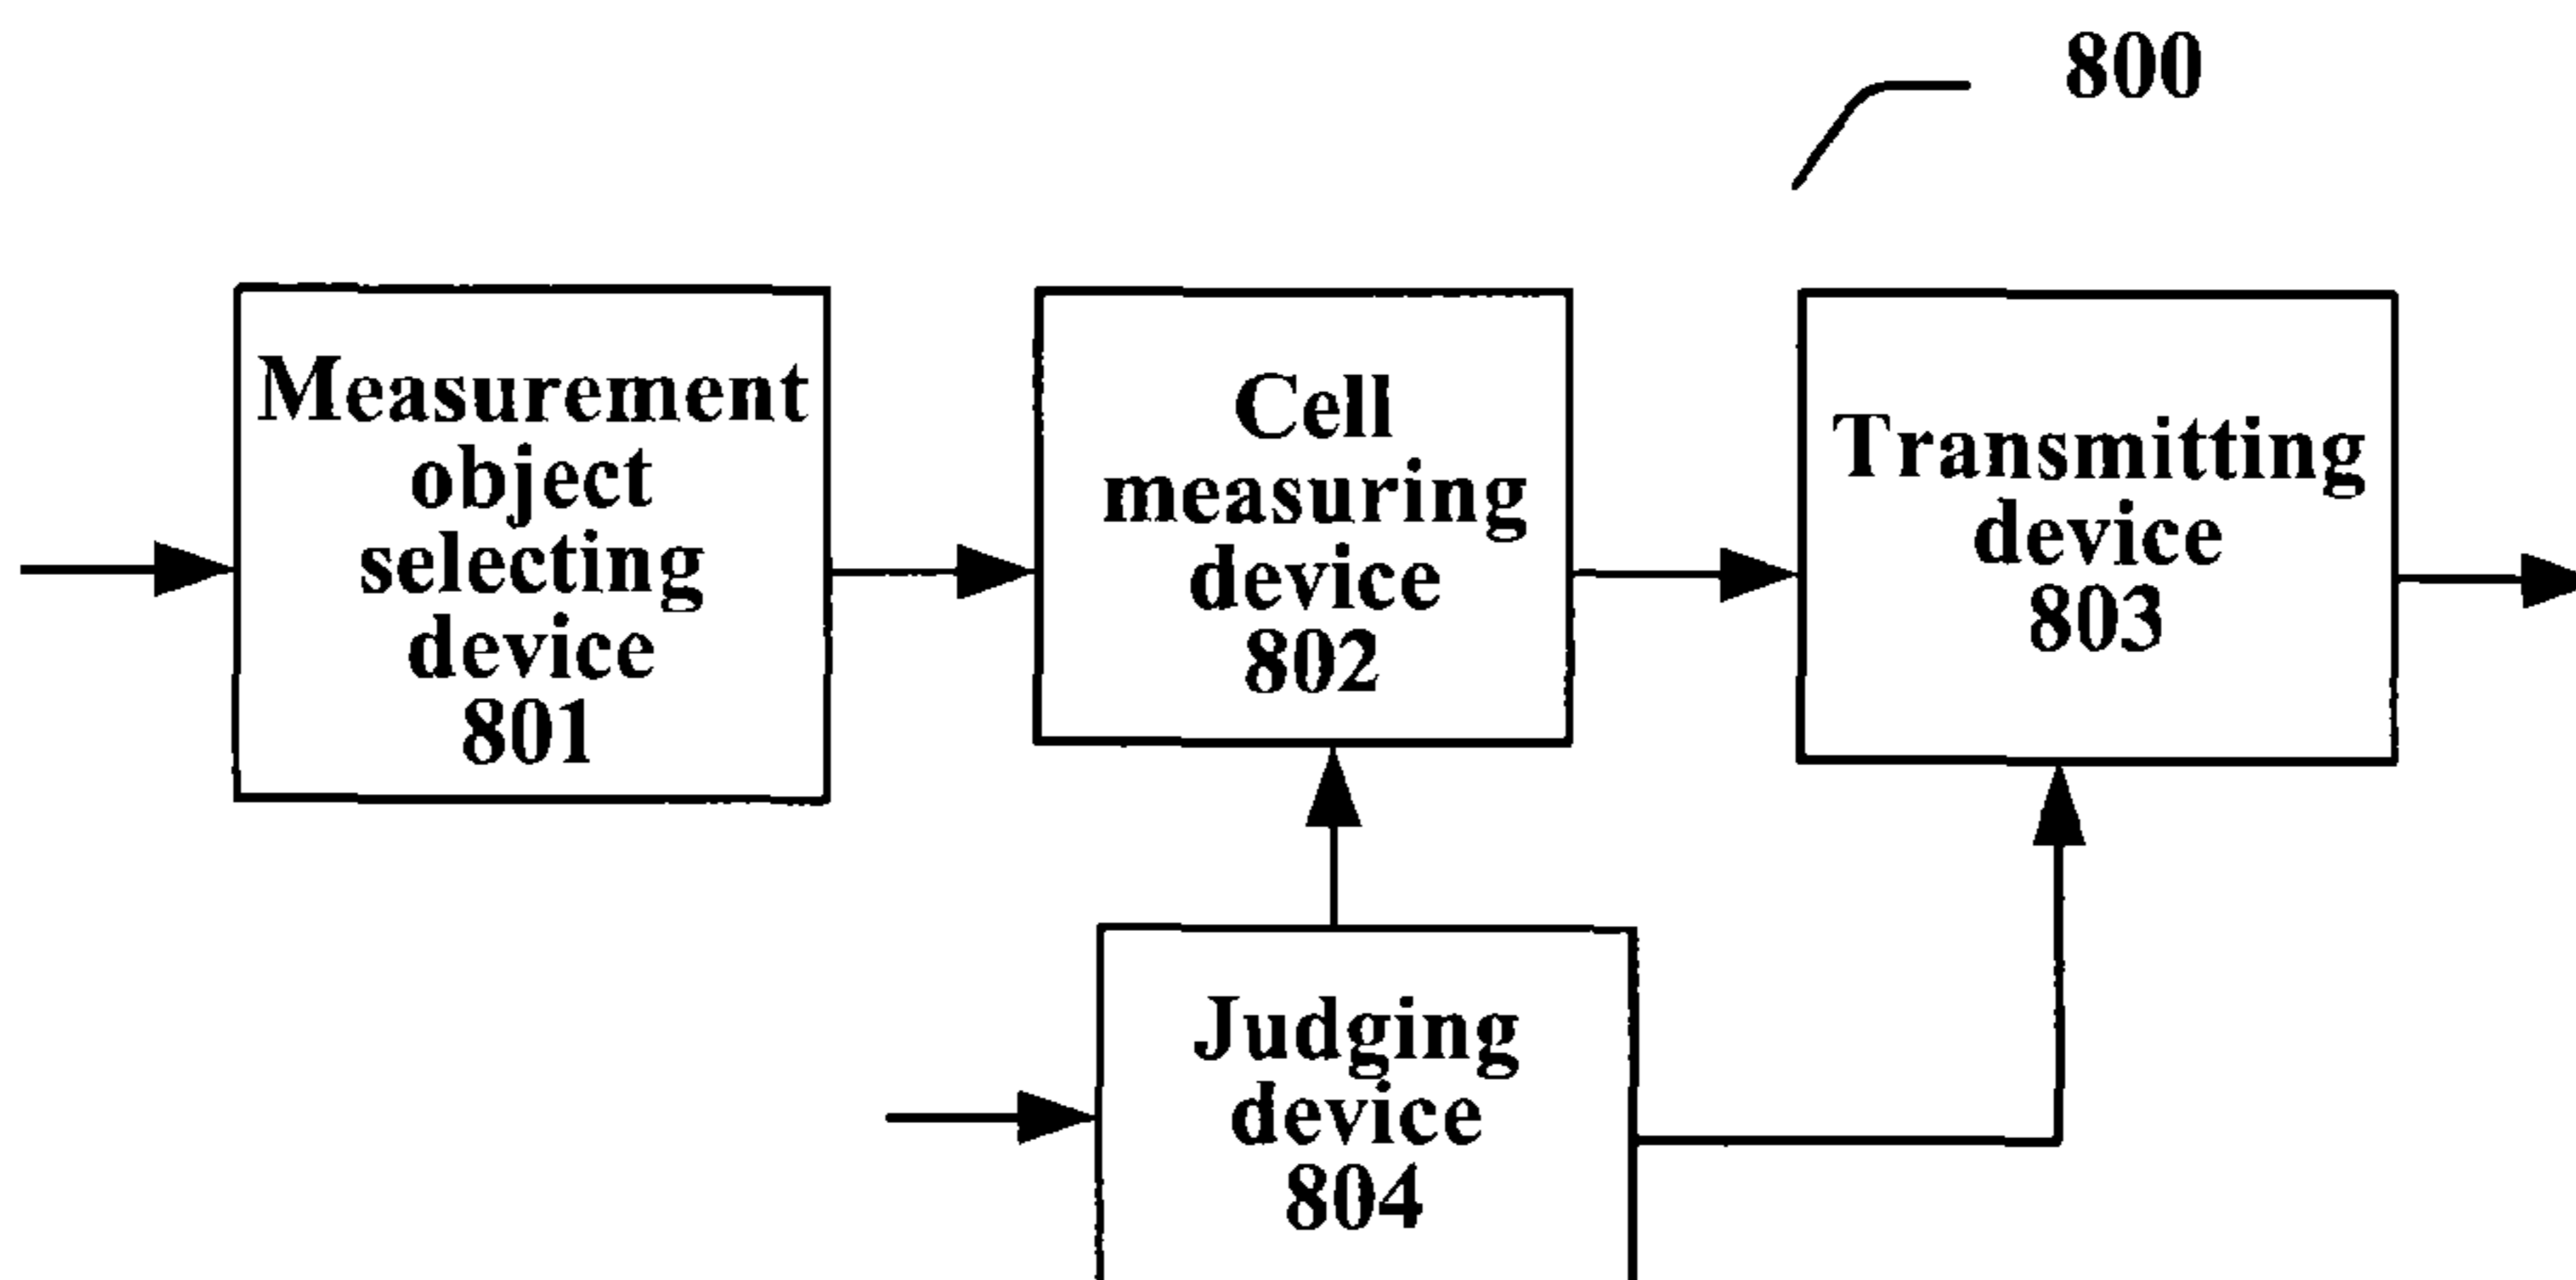 800
Measurement
object
selecting
device
801
Cell
measuring
device
802
Transmitting
device
803
Judging
device
804